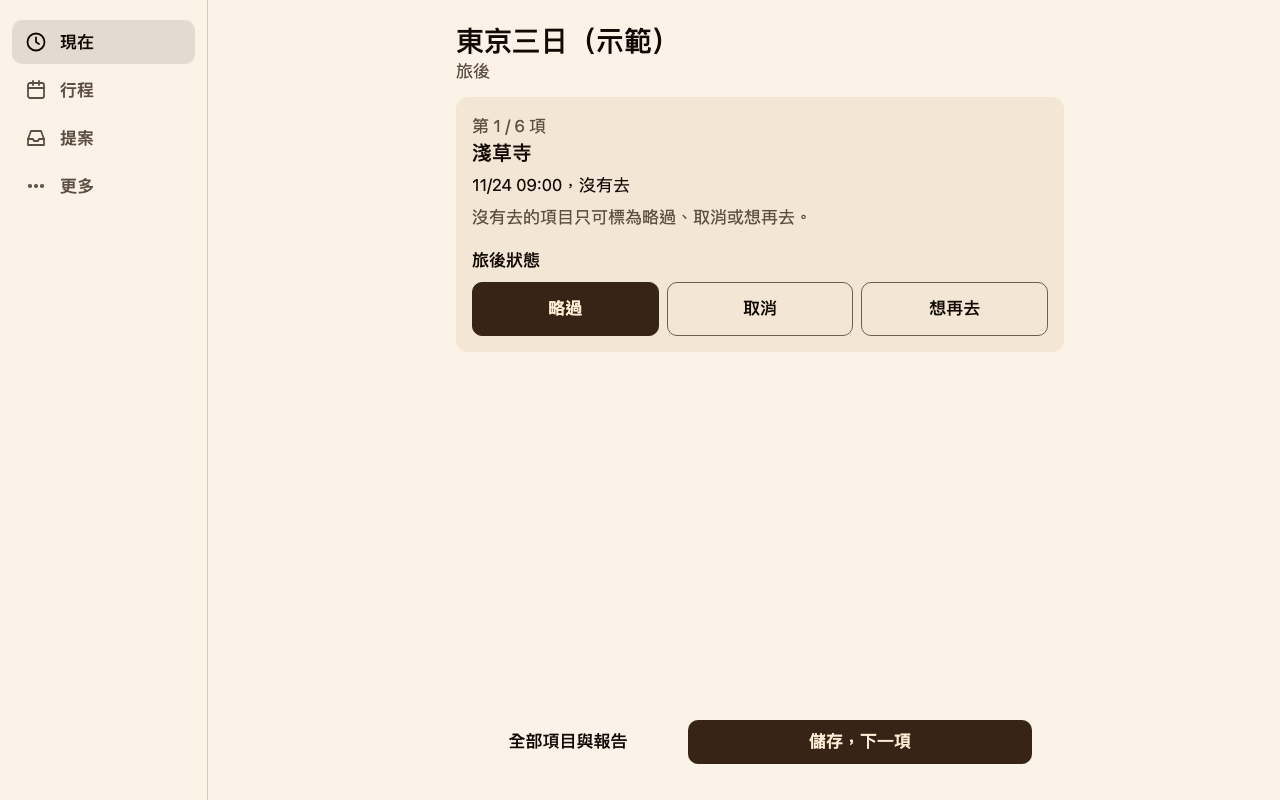 現在
行程
提案
更多
東京三日（示範）
旅後
第 1 / 6 項
淺草寺
11/24 09:00，沒有去
沒有去的項目只可標為略過、取消或想再去。
旅後狀態
略過
取消
想再去
全部項目與報告
儲存，下一項